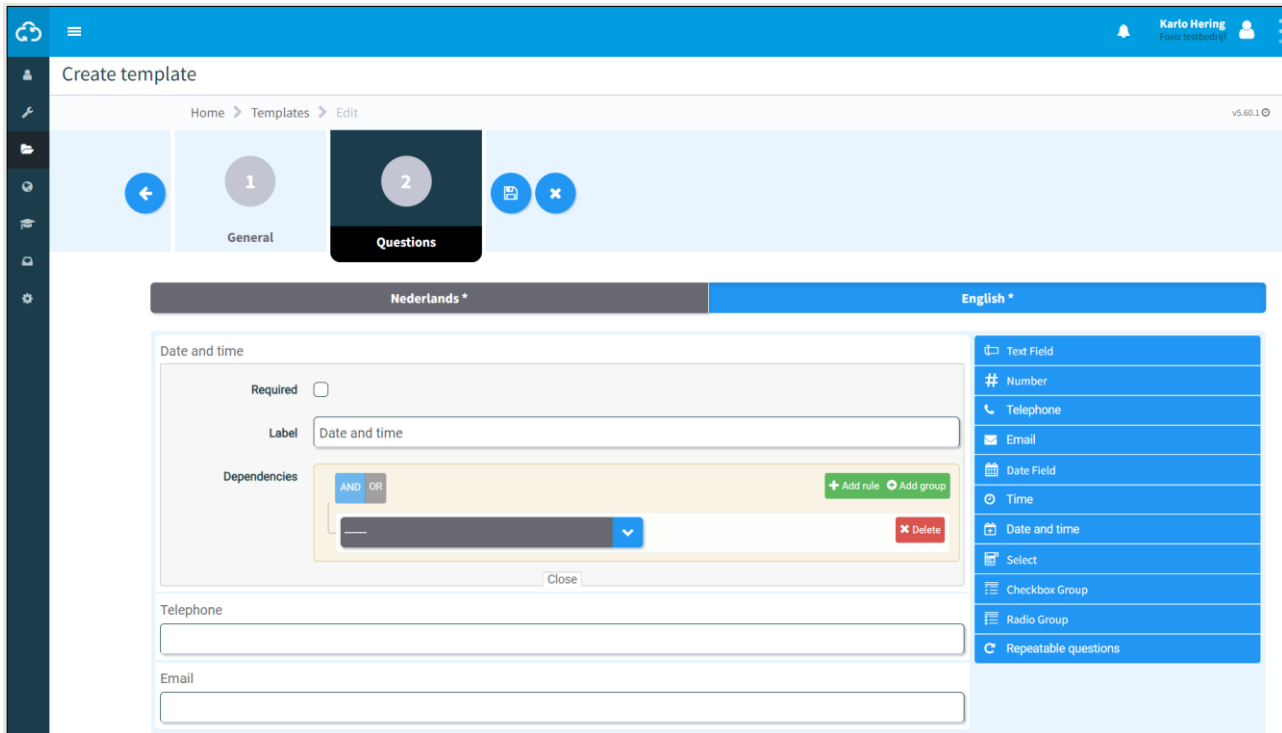 Karlo Hering
Foxiz testbedrijf
Create template
Home Templates Edit
v5.60.1
1
General
2
Questions
Nederlands *
English *
Date and time
Required
Label
Date and time
Dependencies
AND OR
Add rule Add group
-----
Delete
Close
Telephone
Email
Text Field
Number
Telephone
Email
Date Field
Time
Date and time
Select
Checkbox Group
Radio Group
Repeatable questions